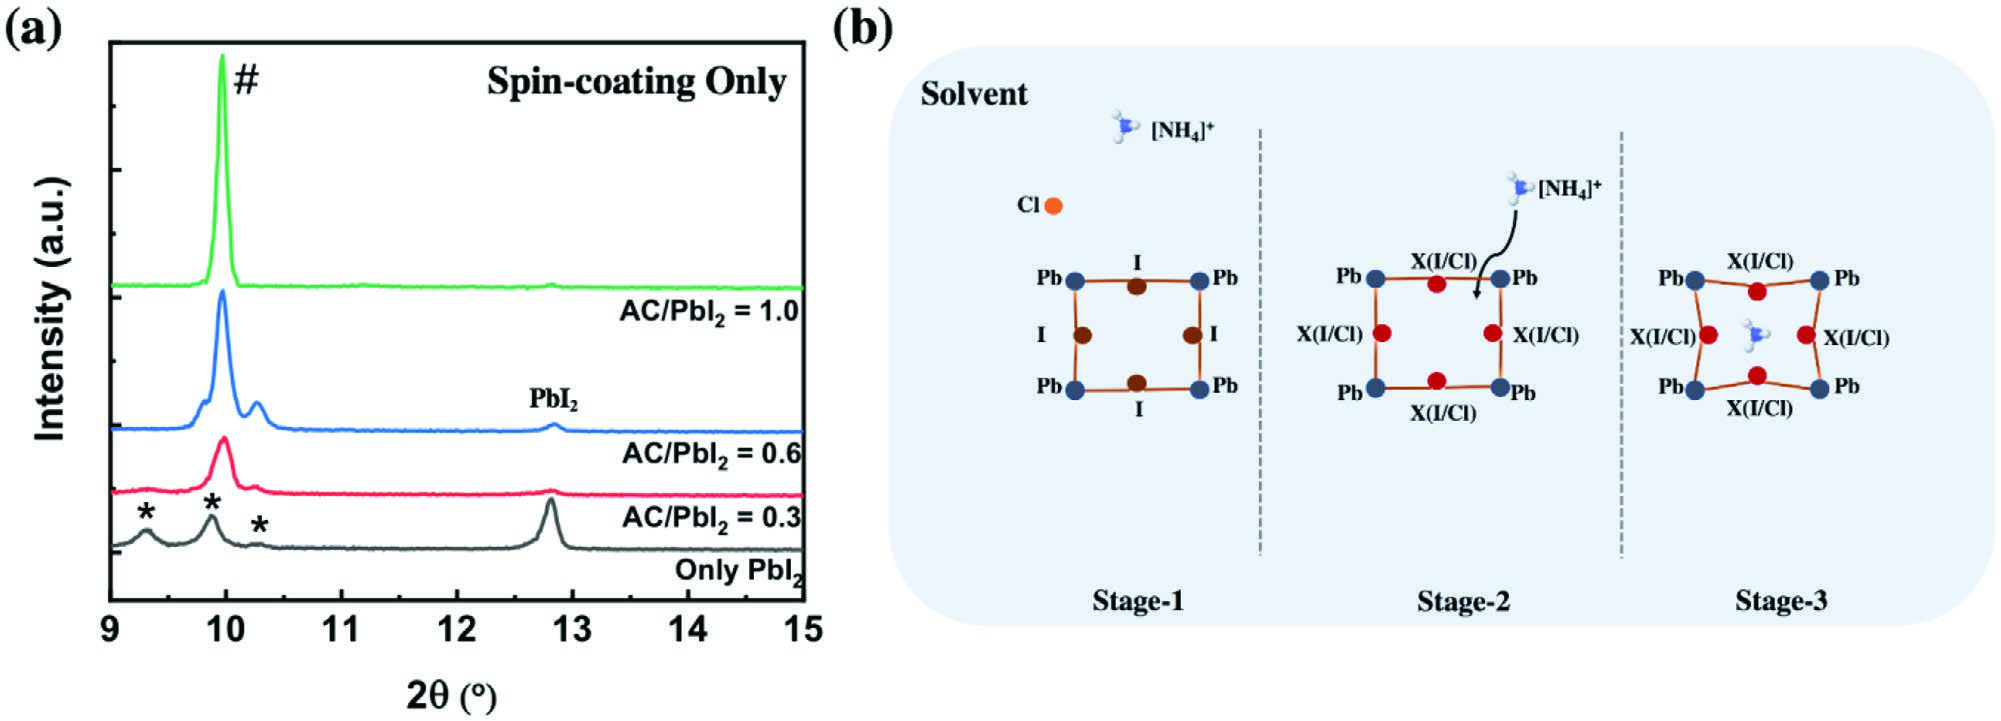 (a)
#
Spin-coating Only
AC/PbI₂ = 1.0
PbI₂
AC/PbI₂ = 0.6
* * *
AC/PbI₂ = 0.3
Only PbI₂
Intensity (a.u.)
9 10 11 12 13 14 15
2θ (°)
(b)
Solvent
[NH₄]⁺
Cl
I
Pb Pb
I I
Pb Pb
I
Stage-1
[NH₄]⁺
X(I/Cl)
Pb Pb
X(I/Cl) X(I/Cl)
Pb Pb
X(I/Cl)
Stage-2
X(I/Cl)
Pb Pb
X(I/Cl) X(I/Cl)
Pb Pb
X(I/Cl)
Stage-3